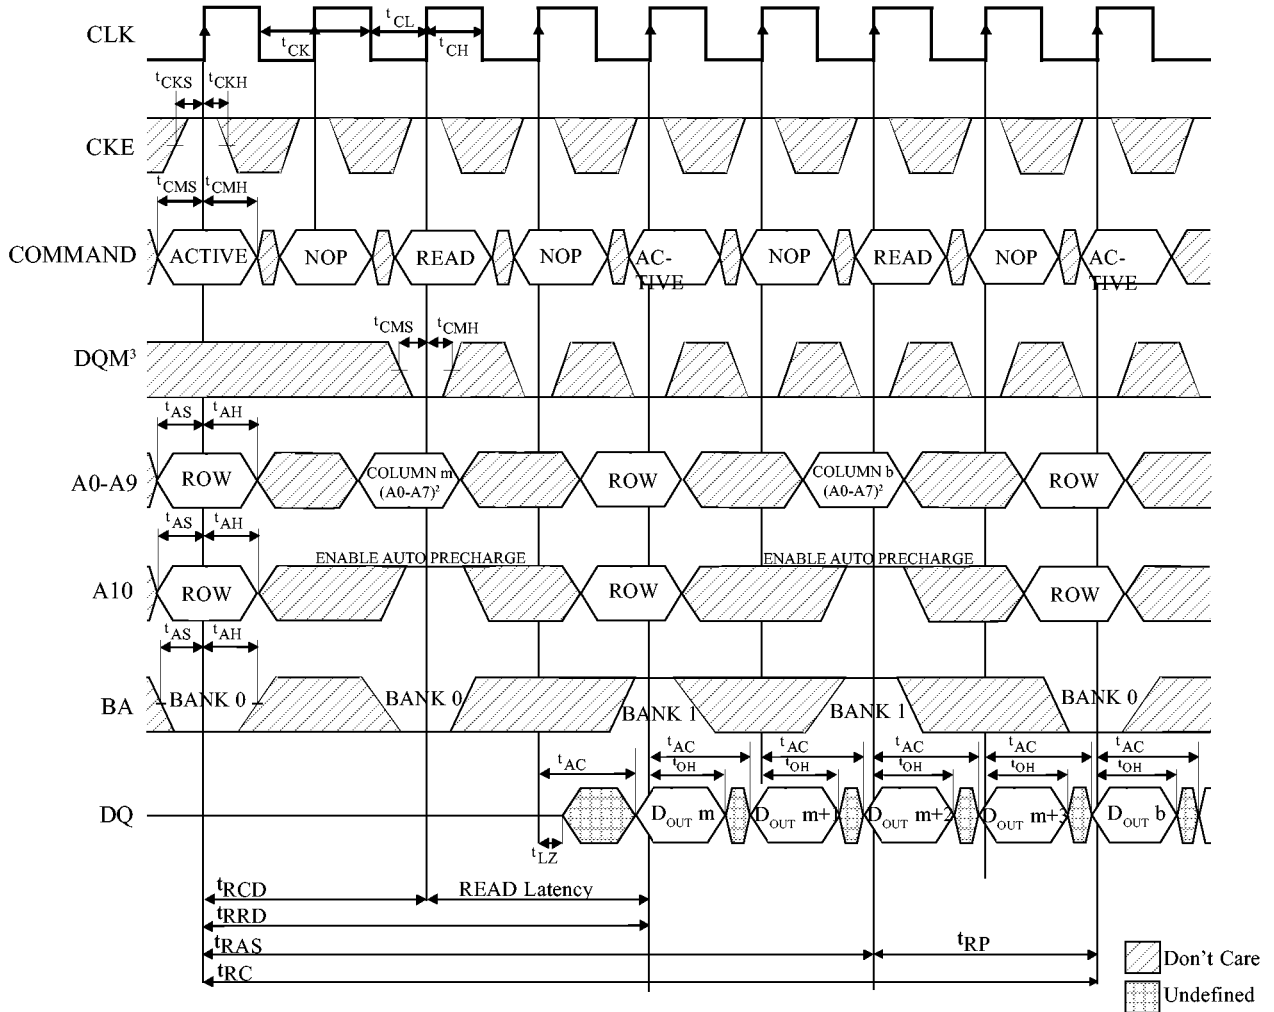 CLK
tCK
tCL
tCH
tCKS
tCKH
CKE
tCMS
tCMH
COMMAND
ACTIVE
NOP
READ
NOP
AC-
TIVE
NOP
READ
NOP
AC-
TIVE
tCMS
tCMH
DQM³
tAS
tAH
A0-A9
ROW
COLUMN m
(A0-A7)²
ROW
COLUMN b
(A0-A7)²
ROW
tAS
tAH
ENABLE AUTO PRECHARGE
ENABLE AUTO PRECHARGE
A10
ROW
ROW
ROW
tAS
tAH
BA
BANK 0
BANK 0
BANK 1
BANK 1
BANK 0
tAC
tAC
tAC
tAC
tAC
tAC
tOH
tOH
tOH
tOH
tOH
DQ
DOUT m
DOUT m+1
DOUT m+2
DOUT m+3
DOUT b
tLZ
tRCD
READ Latency
tRRD
tRAS
tRP
tRC
Don't Care
Undefined